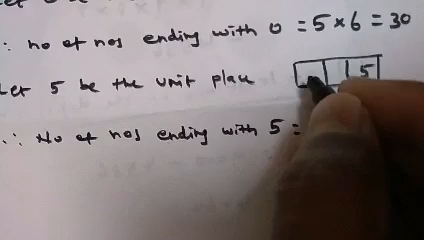 ∴ no of nos ending with 0 = 5 × 6 = 30
Let 5 be the unit place 5
∴ No of nos ending with 5 =